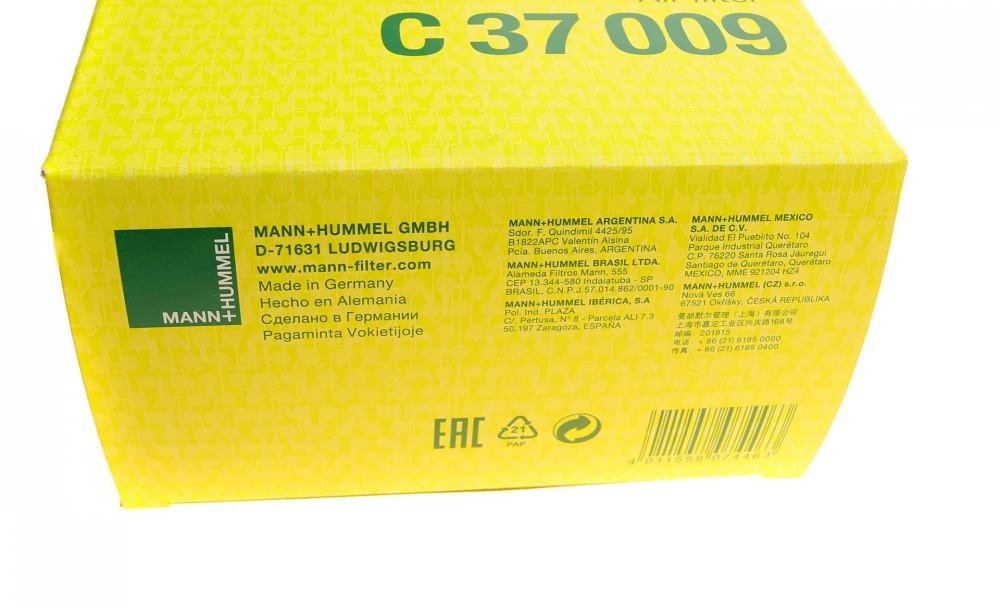 Air filter
C 37 009
MANN+HUMMEL
MANN+HUMMEL GMBH
D-71631 LUDWIGSBURG
www.mann-filter.com
Made in Germany
Hecho en Alemania
Сделано в Германии
Pagaminta Vokietijoje
MANN+HUMMEL ARGENTINA S.A.
Sdor. F. Quindimil 4425/95
B1822APC Valentín Alsina
Pcia. Buenos Aires, ARGENTINA
MANN+HUMMEL BRASIL LTDA.
Alameda Filtros Mann, 555
CEP 13.344-580 Indaiatuba - SP
BRASIL, C.N.P.J.57.014.862/0001-90
MANN+HUMMEL IBÉRICA, S.A
Pol. Ind. PLAZA
C/. Pertusa, Nº 8 - Parcela ALI 7.3
50.197 Zaragoza, ESPAÑA
MANN+HUMMEL MEXICO
S.A. DE C.V.
Vialidad El Pueblito No. 104
Parque Industrial Querétaro
C.P. 76220 Santa Rosa Jáuregui
Santiago de Querétaro, Querétaro
MEXICO, MME 921204 HZ4
MANN+HUMMEL (CZ) s.r.o.
Nová Ves 66
67521 Okříšky, ČESKÁ REPUBLIKA
曼胡默尔管理（上海）有限公司
上海市嘉定工业区兴庆路168号
邮编: 201815
电话: + 86 (21) 6185 0000
传真: + 86 (21) 6185 0400
EAC
21
PAP
4 011558 074463